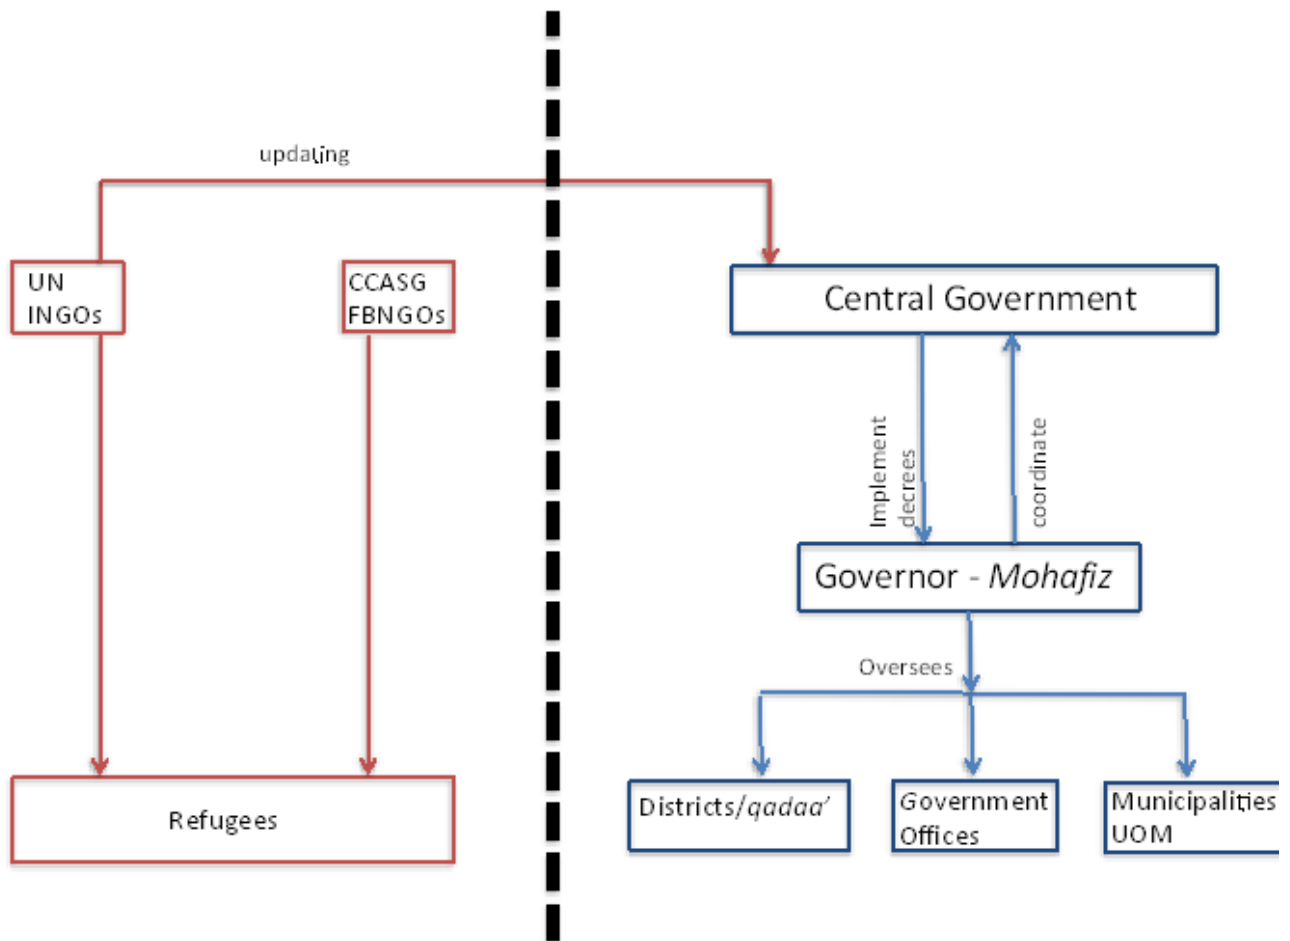 updating
UN
INGOs
CCASG
FBNGOs
Central Government
Implement
decrees
coordinate
Governor - Mohafiz
Oversees
Refugees
Districts/qadaa’
Government
Offices
Municipalities
UOM